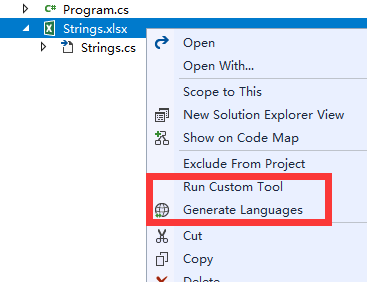 C# Program.cs
Strings.xlsx
Strings.cs
Open
Open With...
Scope to This
New Solution Explorer View
Show on Code Map
Exclude From Project
Run Custom Tool
Generate Languages
Cut
Copy
Delete